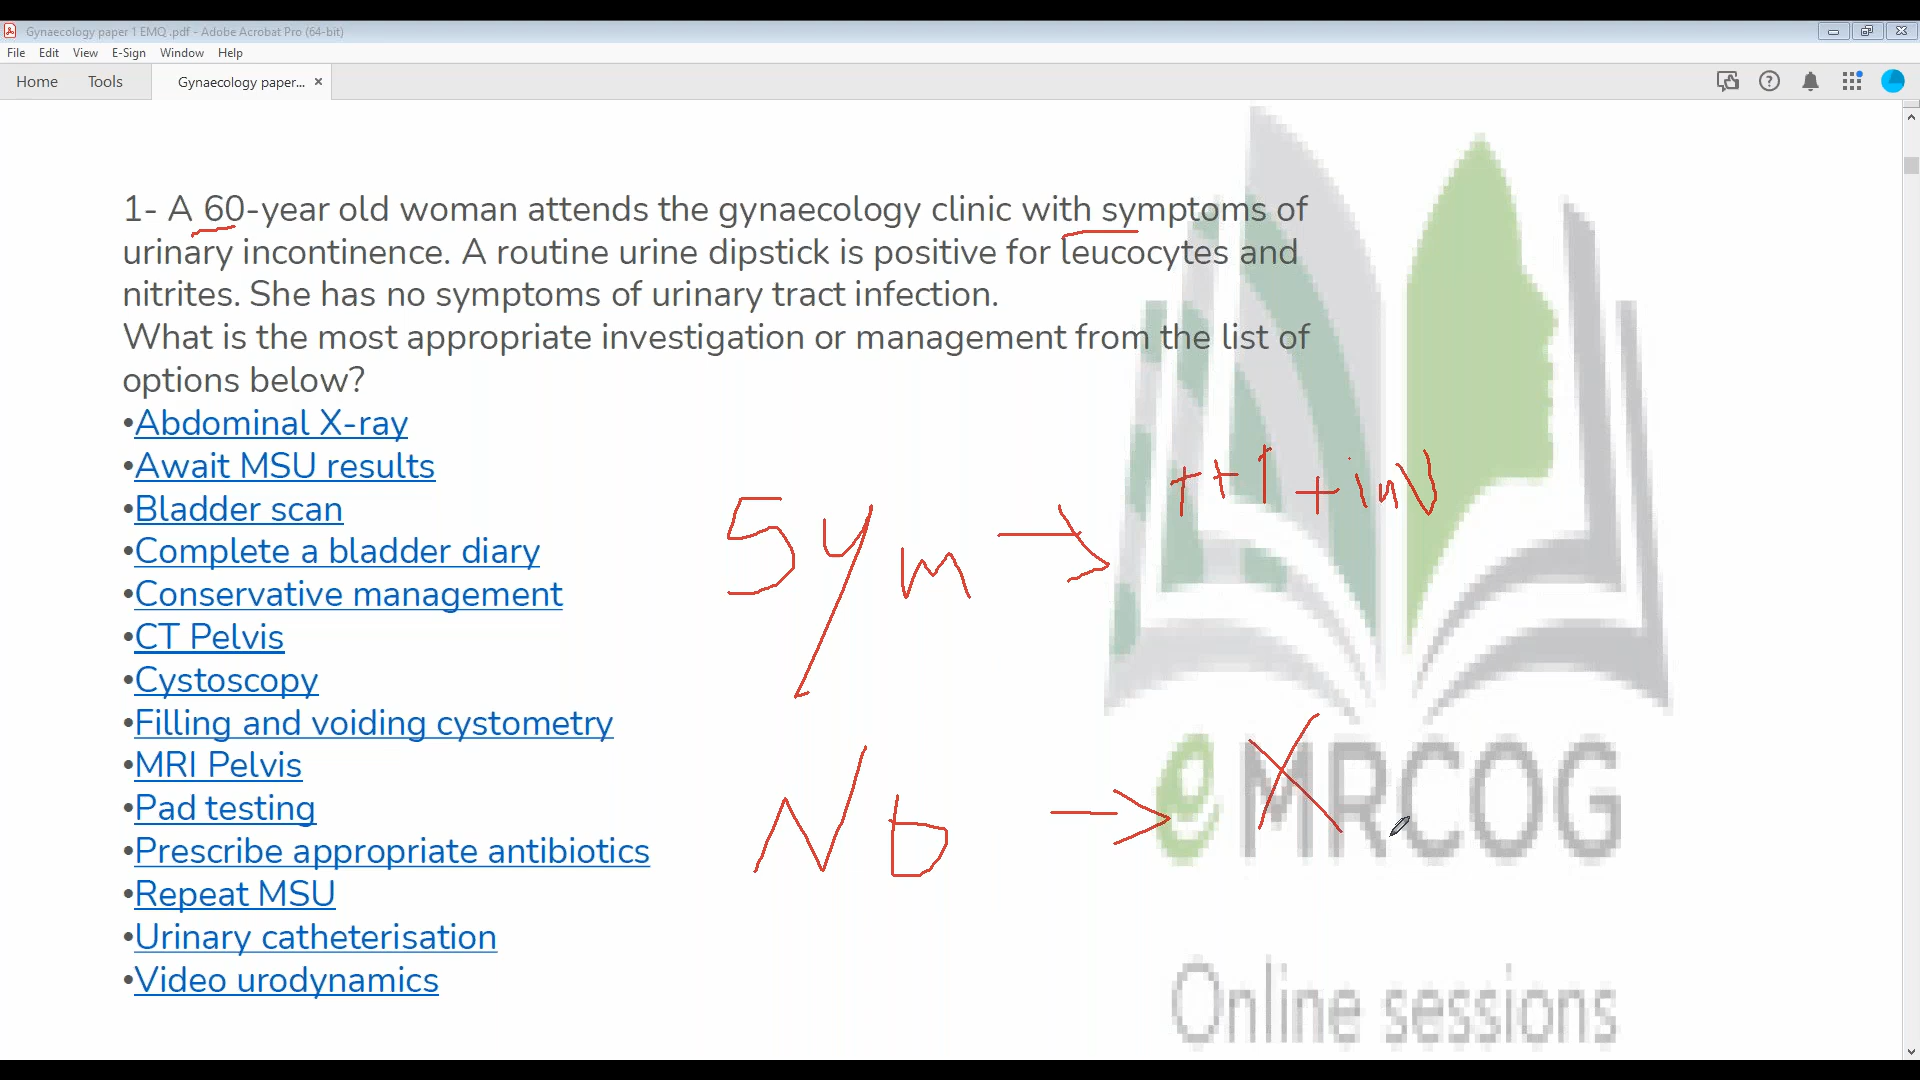 Gynaecology paper 1 EMQ .pdf - Adobe Acrobat Pro (64-bit)
File Edit View E-Sign Window Help
Home Tools Gynaecology paper... ×
1- A 60-year old woman attends the gynaecology clinic with symptoms of
urinary incontinence. A routine urine dipstick is positive for leucocytes and
nitrites. She has no symptoms of urinary tract infection.
What is the most appropriate investigation or management from the list of
options below?
•Abdominal X-ray
•Await MSU results
•Bladder scan
•Complete a bladder diary
•Conservative management
•CT Pelvis
•Cystoscopy
•Filling and voiding cystometry
•MRI Pelvis
•Pad testing
•Prescribe appropriate antibiotics
•Repeat MSU
•Urinary catheterisation
•Video urodynamics
Sym
No
eMRCOG
Online sessions